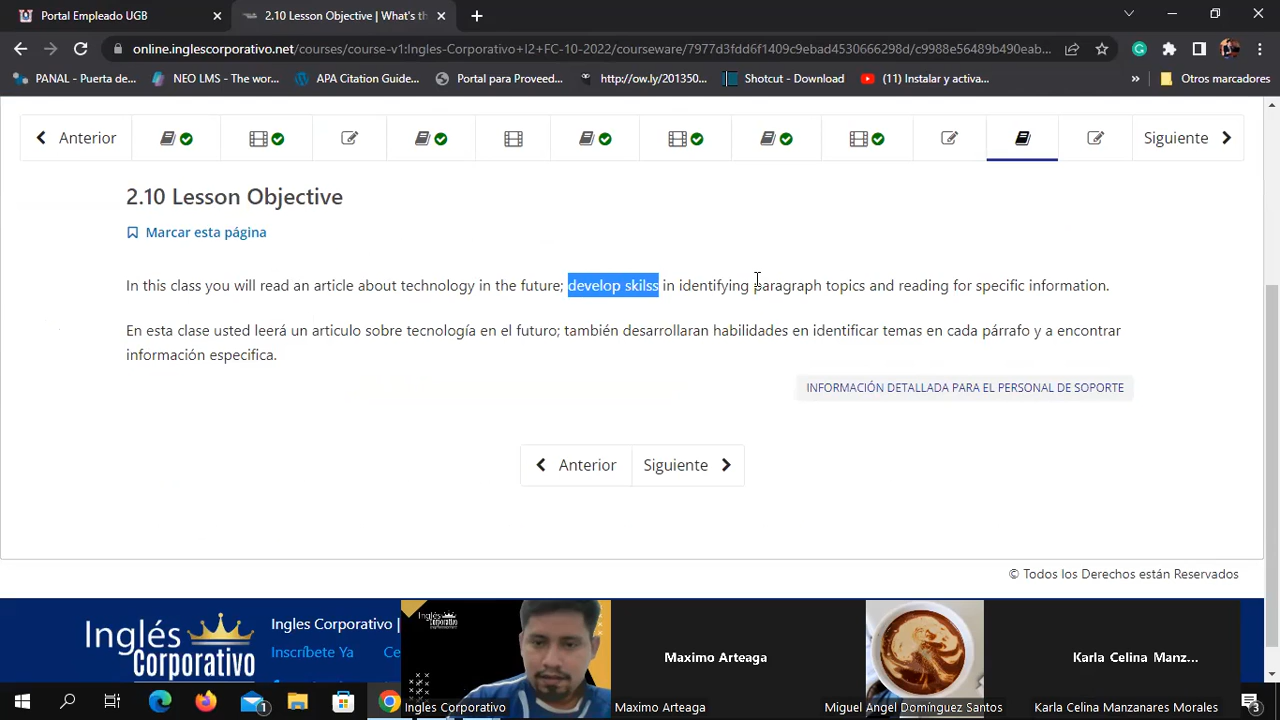 Portal Empleado UGB
2.10 Lesson Objective | What's th
online.inglescorporativo.net/courses/course-v1:Ingles-Corporativo+I2+FC-10-2022/courseware/7977d3fdd6f1409c9ebad4530666298d/c9988e56489b490eab...
PANAL - Puerta de...
NEO LMS - The wor...
APA Citation Guide...
Portal para Proveed...
http://ow.ly/201350...
Shotcut - Download
(11) Instalar y activa...
»
Otros marcadores
Anterior
Siguiente
2.10 Lesson Objective
Marcar esta página
In this class you will read an article about technology in the future; develop skilss in identifying paragraph topics and reading for specific information.
En esta clase usted leerá un articulo sobre tecnología en el futuro; también desarrollaran habilidades en identificar temas en cada párrafo y a encontrar
información especifica.
INFORMACIÓN DETALLADA PARA EL PERSONAL DE SOPORTE
Anterior
Siguiente
© Todos los Derechos están Reservados
Inglés
Corporativo
Ingles Corporativo |
Inscríbete Ya
Ce
Inglés
Corporativo
Maximo Arteaga
Karla Celina Manz...
Ingles Corporativo
Maximo Arteaga
Miguel Angel Domínguez Santos
Karla Celina Manzanares Morales
1
3